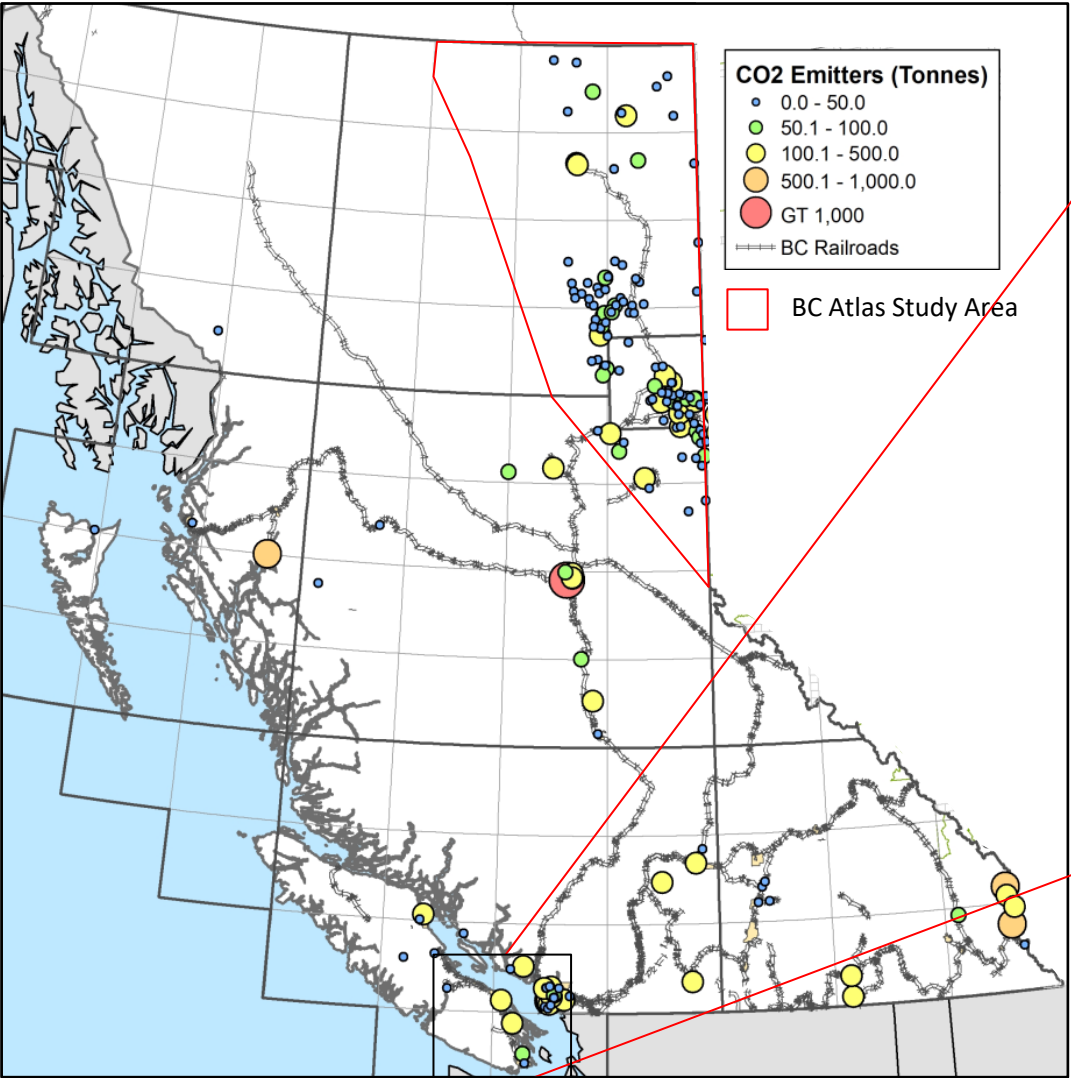 CO2 Emitters (Tonnes)
0.0 - 50.0
50.1 - 100.0
100.1 - 500.0
500.1 - 1,000.0
GT 1,000
BC Railroads
BC Atlas Study Area